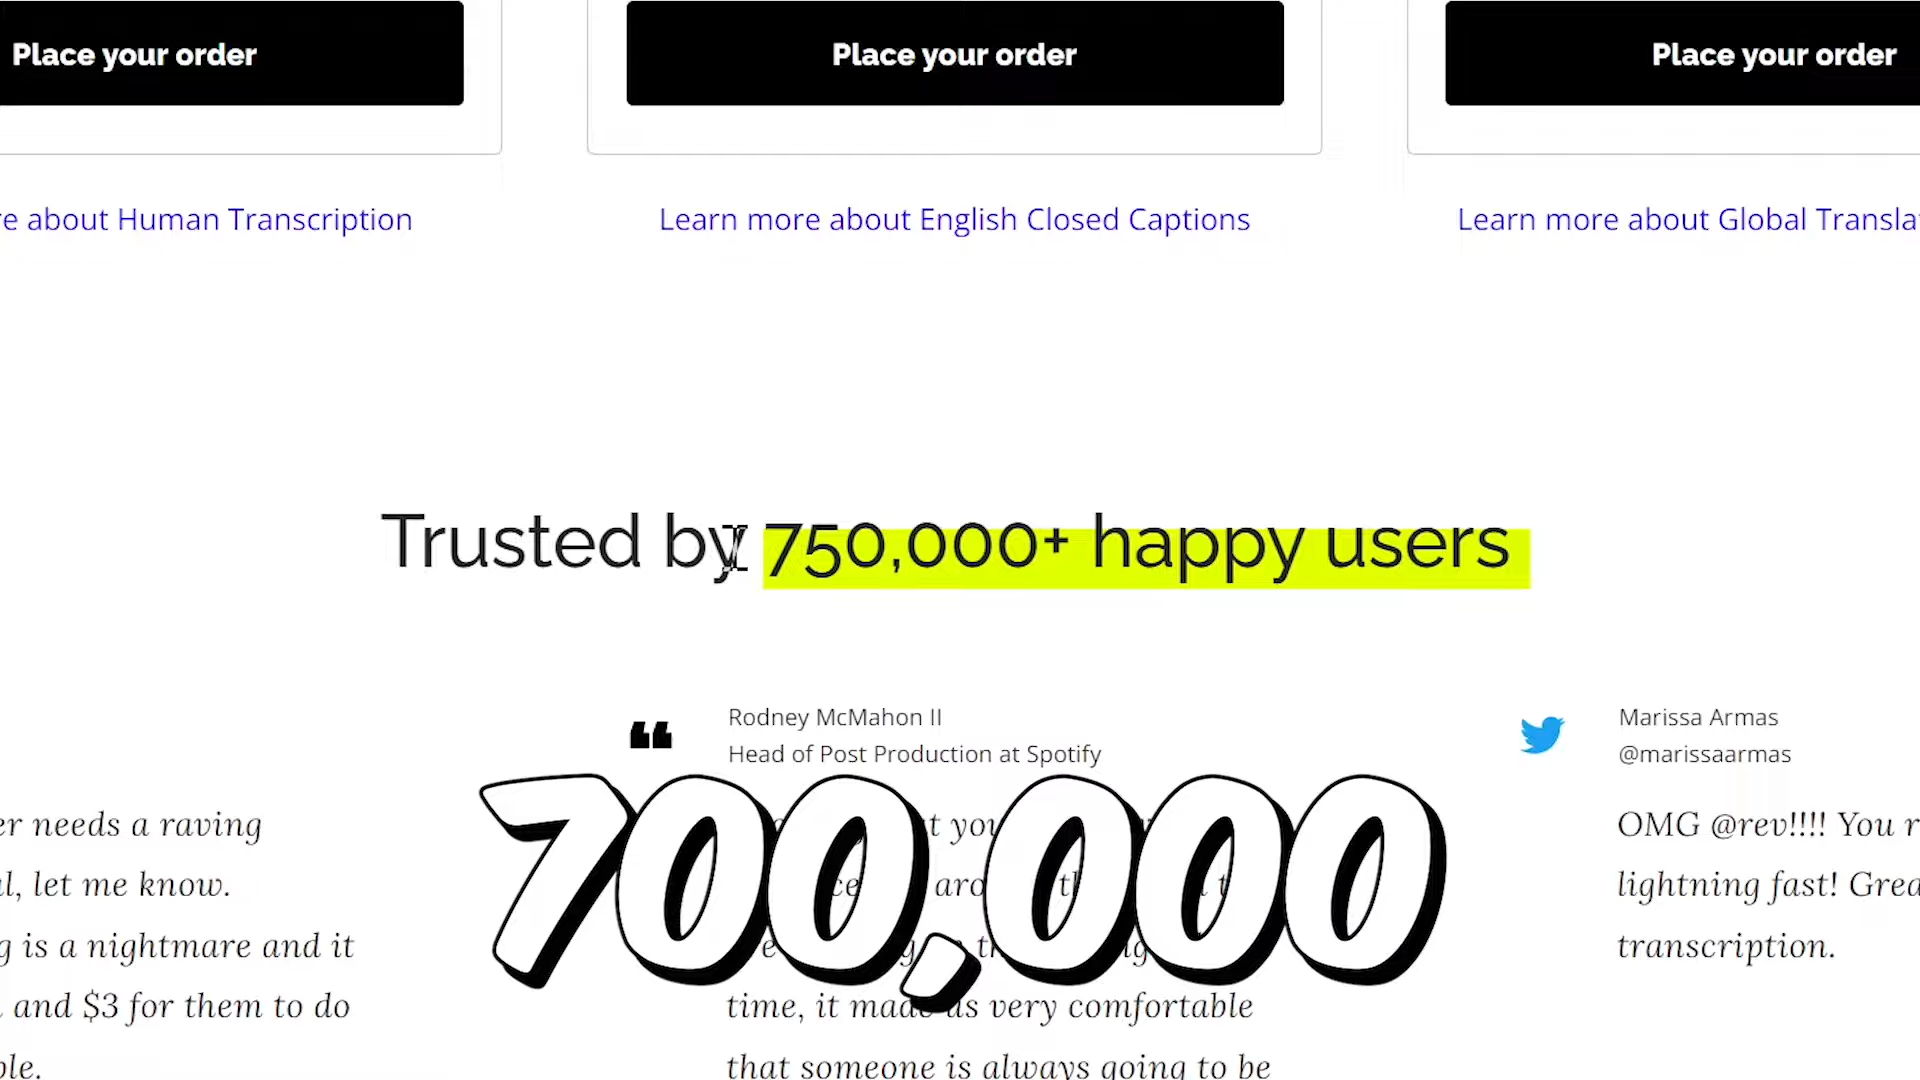 Place your order
Place your order
Place your order
re about Human Transcription
Learn more about English Closed Captions
Learn more about Global Transla
Trusted by 750,000+ happy users
Rodney McMahon II
Head of Post Production at Spotify
Marissa Armas
@marissaarmas
er needs a raving
let me know.
is a nightmare and it
and $3 for them to do
700,000
time, it made us very comfortable
that someone is always going to be
OMG @rev!!!! You r
lightning fast! Grea
transcription.